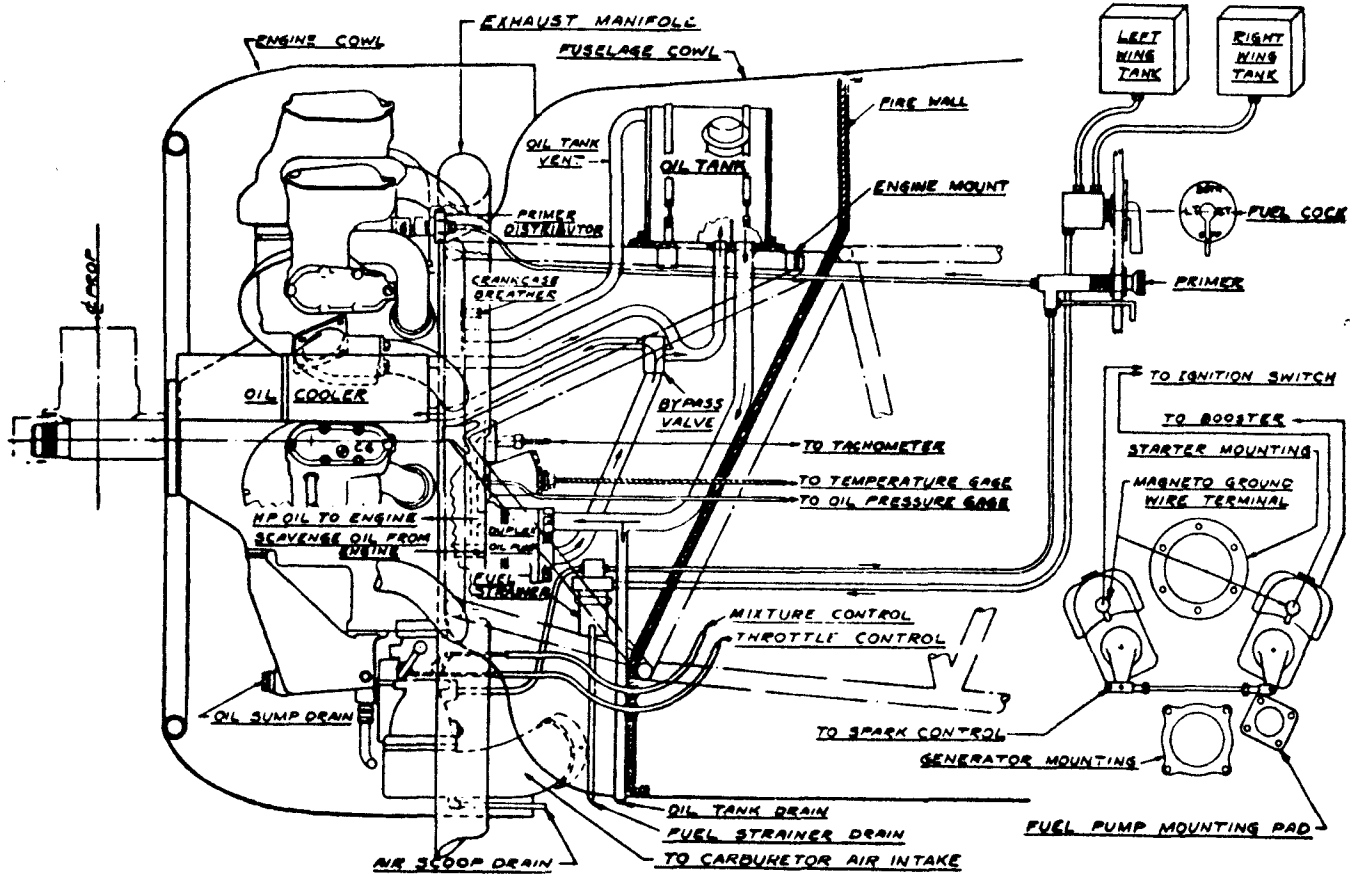 EXHAUST MANIFOLD
ENGINE COWL
FUSELAGE COWL
LEFT
WING
TANK
RIGHT
WING
TANK
FIRE WALL
OIL TANK
VENT
OIL TANK
ENGINE MOUNT
PRIMER
DISTRIBUTOR
FUEL COCK
CRANKCASE
BREATHER
PRIMER
℄ PROP
OIL COOLER
BYPASS
VALVE
TO IGNITION SWITCH
TO BOOSTER
STARTER MOUNTING
TO TACHOMETER
TO TEMPERATURE GAGE
TO OIL PRESSURE GAGE
MAGNETO GROUND
WIRE TERMINAL
HP OIL TO ENGINE
SCAVENGE OIL FROM
ENGINE
DUPLEX
OIL PUMP
FUEL
STRAINER
MIXTURE CONTROL
THROTTLE CONTROL
OIL SUMP DRAIN
TO SPARK CONTROL
GENERATOR MOUNTING
OIL TANK DRAIN
FUEL STRAINER DRAIN
FUEL PUMP MOUNTING PAD
AIR SCOOP DRAIN
TO CARBURETOR AIR INTAKE